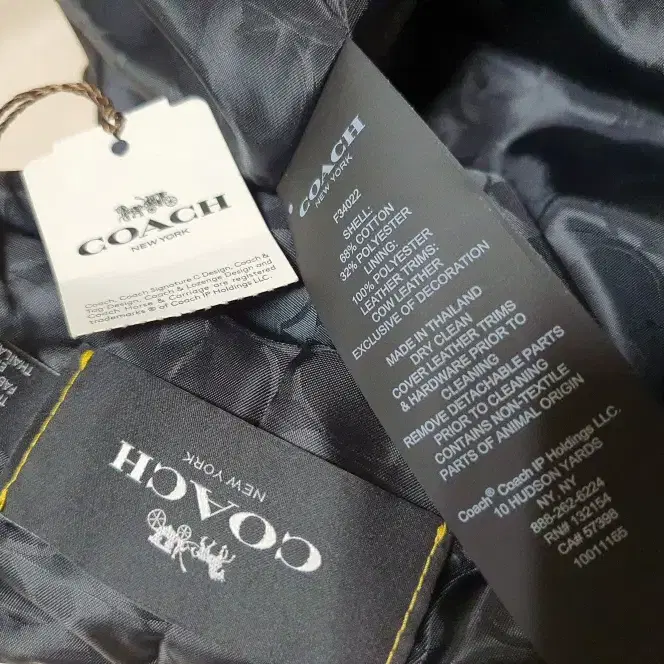 COACH
NEW YORK
Coach, Coach Signature C Design, Coach &
Tag Design, Coach & Lozenge Design and
Coach Horse & Carriage are registered
trademarks ® of Coach IP Holdings LLC.
COACH
NEW YORK
F34022
SHELL:
68% COTTON
32% POLYESTER
LINING:
100% POLYESTER
LEATHER TRIMS:
COW LEATHER
EXCLUSIVE OF DECORATION
MADE IN THAILAND
DRY CLEAN
COVER LEATHER TRIMS
& HARDWARE PRIOR TO
CLEANING
REMOVE DETACHABLE PARTS
PRIOR TO CLEANING
CONTAINS NON-TEXTILE
PARTS OF ANIMAL ORIGIN
Coach® Coach IP Holdings LLC.
10 HUDSON YARDS
NY, NY
888-262-6224
RN# 132154
CA# 57398
10011165
COACH
NEW YORK